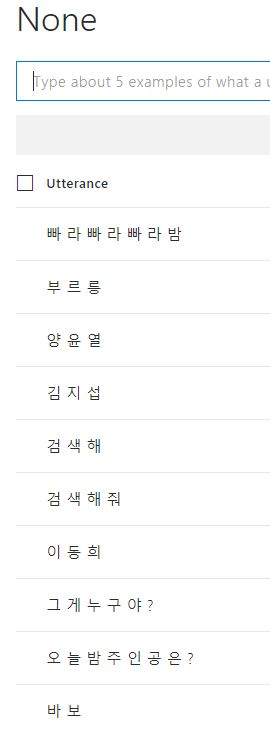 None
Type about 5 examples of what a u
Utterance
빠 라 빠 라 빠 라 밤
부 르 릉
양 윤 열
김 지 섭
검 색 해
검 색 해 줘
이 동 희
그 게 누 구 야 ?
오 늘 밤 주 인 공 은 ?
바 보